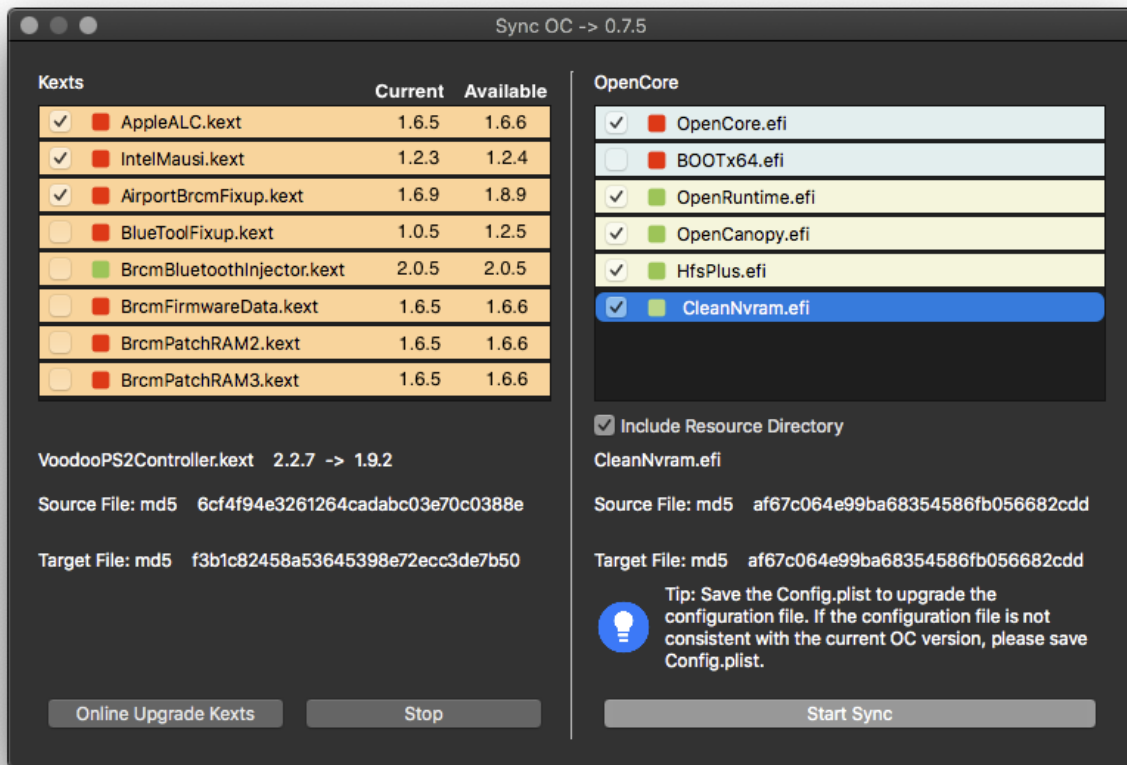 Sync OC -> 0.7.5
Kexts Current Available
AppleALC.kext 1.6.5 1.6.6
IntelMausi.kext 1.2.3 1.2.4
AirportBrcmFixup.kext 1.6.9 1.8.9
BlueToolFixup.kext 1.0.5 1.2.5
BrcmBluetoothInjector.kext 2.0.5 2.0.5
BrcmFirmwareData.kext 1.6.5 1.6.6
BrcmPatchRAM2.kext 1.6.5 1.6.6
BrcmPatchRAM3.kext 1.6.5 1.6.6
VoodooPS2Controller.kext 2.2.7 -> 1.9.2
Source File: md5 6cf4f94e3261264cadabc03e70c0388e
Target File: md5 f3b1c82458a53645398e72ecc3de7b50
Online Upgrade Kexts
Stop
OpenCore
OpenCore.efi
BOOTx64.efi
OpenRuntime.efi
OpenCanopy.efi
HfsPlus.efi
CleanNvram.efi
Include Resource Directory
CleanNvram.efi
Source File: md5 af67c064e99ba68354586fb056682cdd
Target File: md5 af67c064e99ba68354586fb056682cdd
Tip: Save the Config.plist to upgrade the
configuration file. If the configuration file is not
consistent with the current OC version, please save
Config.plist.
Start Sync